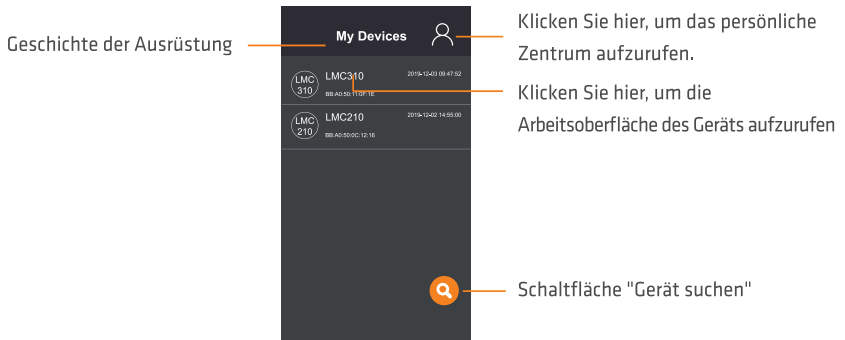 Geschichte der Ausrüstung
My Devices
Klicken Sie hier, um das persönliche
Zentrum aufzurufen.
LMC
310
LMC310
2019-12-03 09:47:52
BB:A0:50:11:0F:1E
Klicken Sie hier, um die
Arbeitsoberfläche des Geräts aufzurufen
LMC
210
LMC210
2019-12-02 14:55:00
BB:A0:50:0C:12:16
Schaltfläche "Gerät suchen"